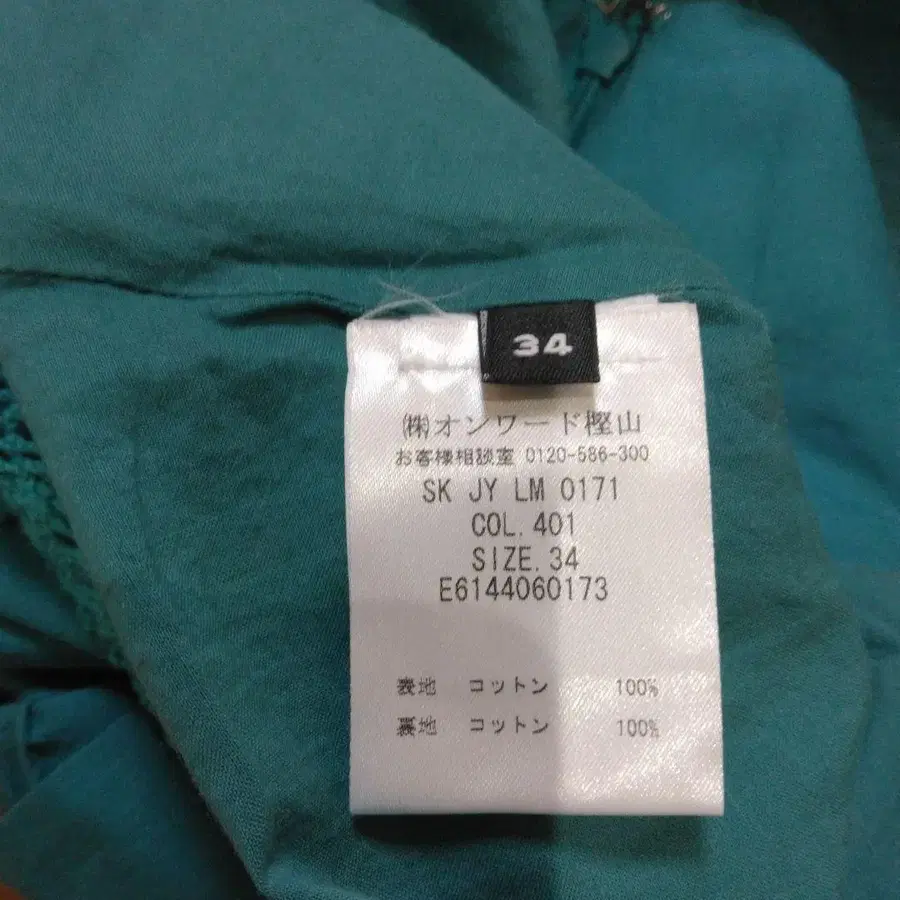 34
㈱オンワード樫山
お客様相談室 0120-586-300
SK JY LM 0171
COL. 401
SIZE. 34
E6144060173
表地 コットン 100%
裏地 コットン 100%